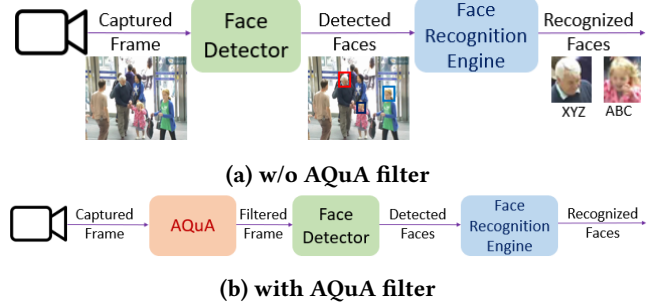 Captured
Frame
Face
Detector
Detected
Faces
Face
Recognition
Engine
Recognized
Faces
XYZ
ABC
(a) w/o AQuA filter
Captured
Frame
AQuA
Filtered
Frame
Face
Detector
Detected
Faces
Face
Recognition
Engine
Recognized
Faces
(b) with AQuA filter